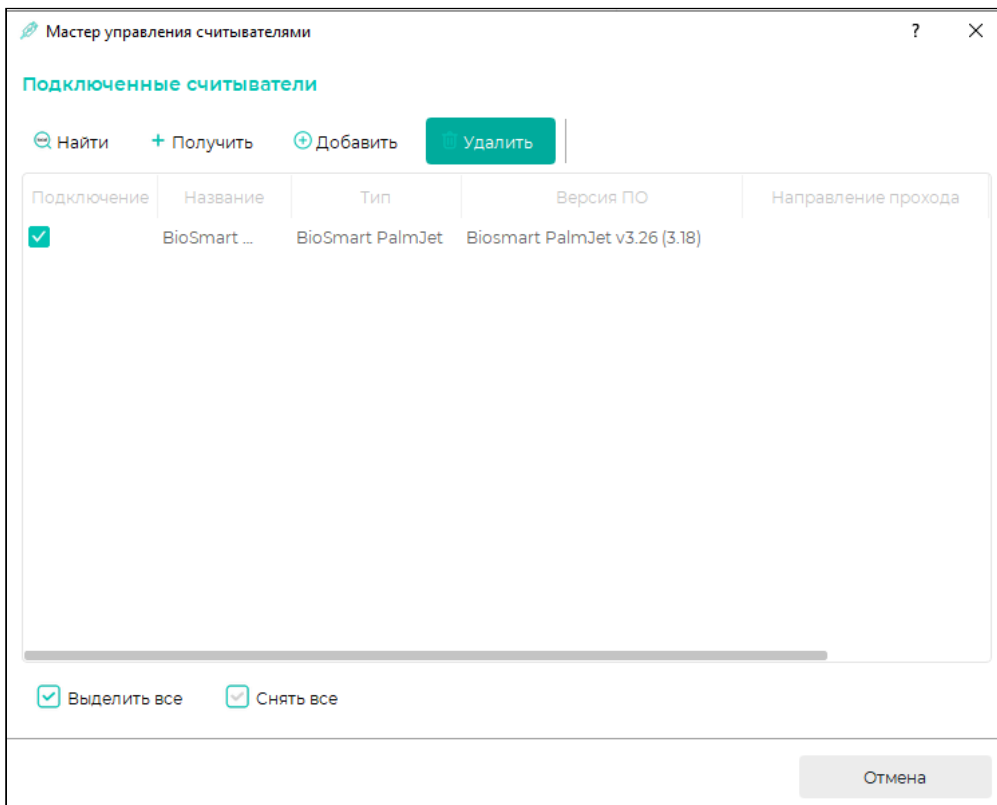 Мастер управления считывателями ?
Подключенные считыватели
Найти + Получить Добавить Удалить
Подключение Название Тип Версия ПО Направление прохода
BioSmart ... BioSmart PalmJet Biosmart PalmJet v3.26 (3.18)
Выделить все Снять все
Отмена